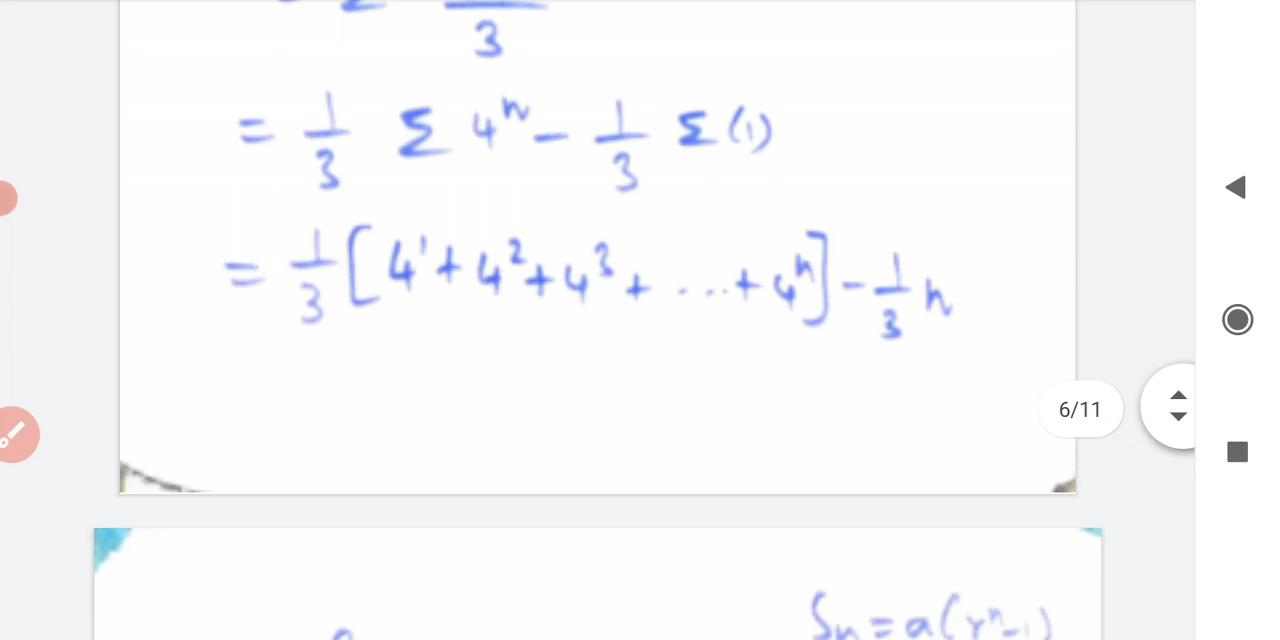 = Σ ― 3
= 1/3 Σ 4ⁿ - 1/3 Σ (1)
= 1/3 [4¹ + 4² + 4³ + ... + 4ⁿ] - 1/3 n
6/11
Sn = a(rⁿ-1)